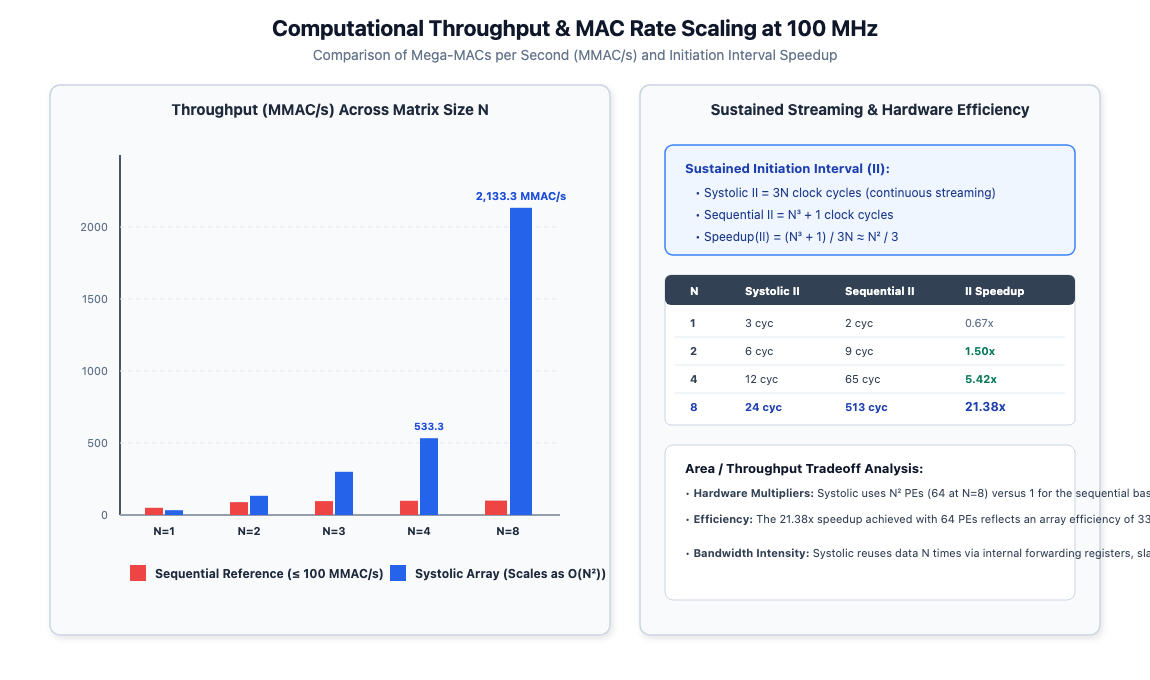 Computational Throughput & MAC Rate Scaling at 100 MHz
Comparison of Mega-MACs per Second (MMAC/s) and Initiation Interval Speedup
Throughput (MMAC/s) Across Matrix Size N
2000
1500
1000
500
0
2,133.3 MMAC/s
533.3
N=1
N=2
N=3
N=4
N=8
Sequential Reference (≤ 100 MMAC/s)
Systolic Array (Scales as O(N²))
Sustained Streaming & Hardware Efficiency
Sustained Initiation Interval (II):
• Systolic II = 3N clock cycles (continuous streaming)
• Sequential II = N³ + 1 clock cycles
• Speedup(II) = (N³ + 1) / 3N ≈ N² / 3
N Systolic II Sequential II II Speedup
1 3 cyc 2 cyc 0.67x
2 6 cyc 9 cyc 1.50x
4 12 cyc 65 cyc 5.42x
8 24 cyc 513 cyc 21.38x
Area / Throughput Tradeoff Analysis:
• Hardware Multipliers: Systolic uses N² PEs (64 at N=8) versus 1 for the sequential bas
• Efficiency: The 21.38x speedup achieved with 64 PEs reflects an array efficiency of 33
• Bandwidth Intensity: Systolic reuses data N times via internal forwarding registers, sla